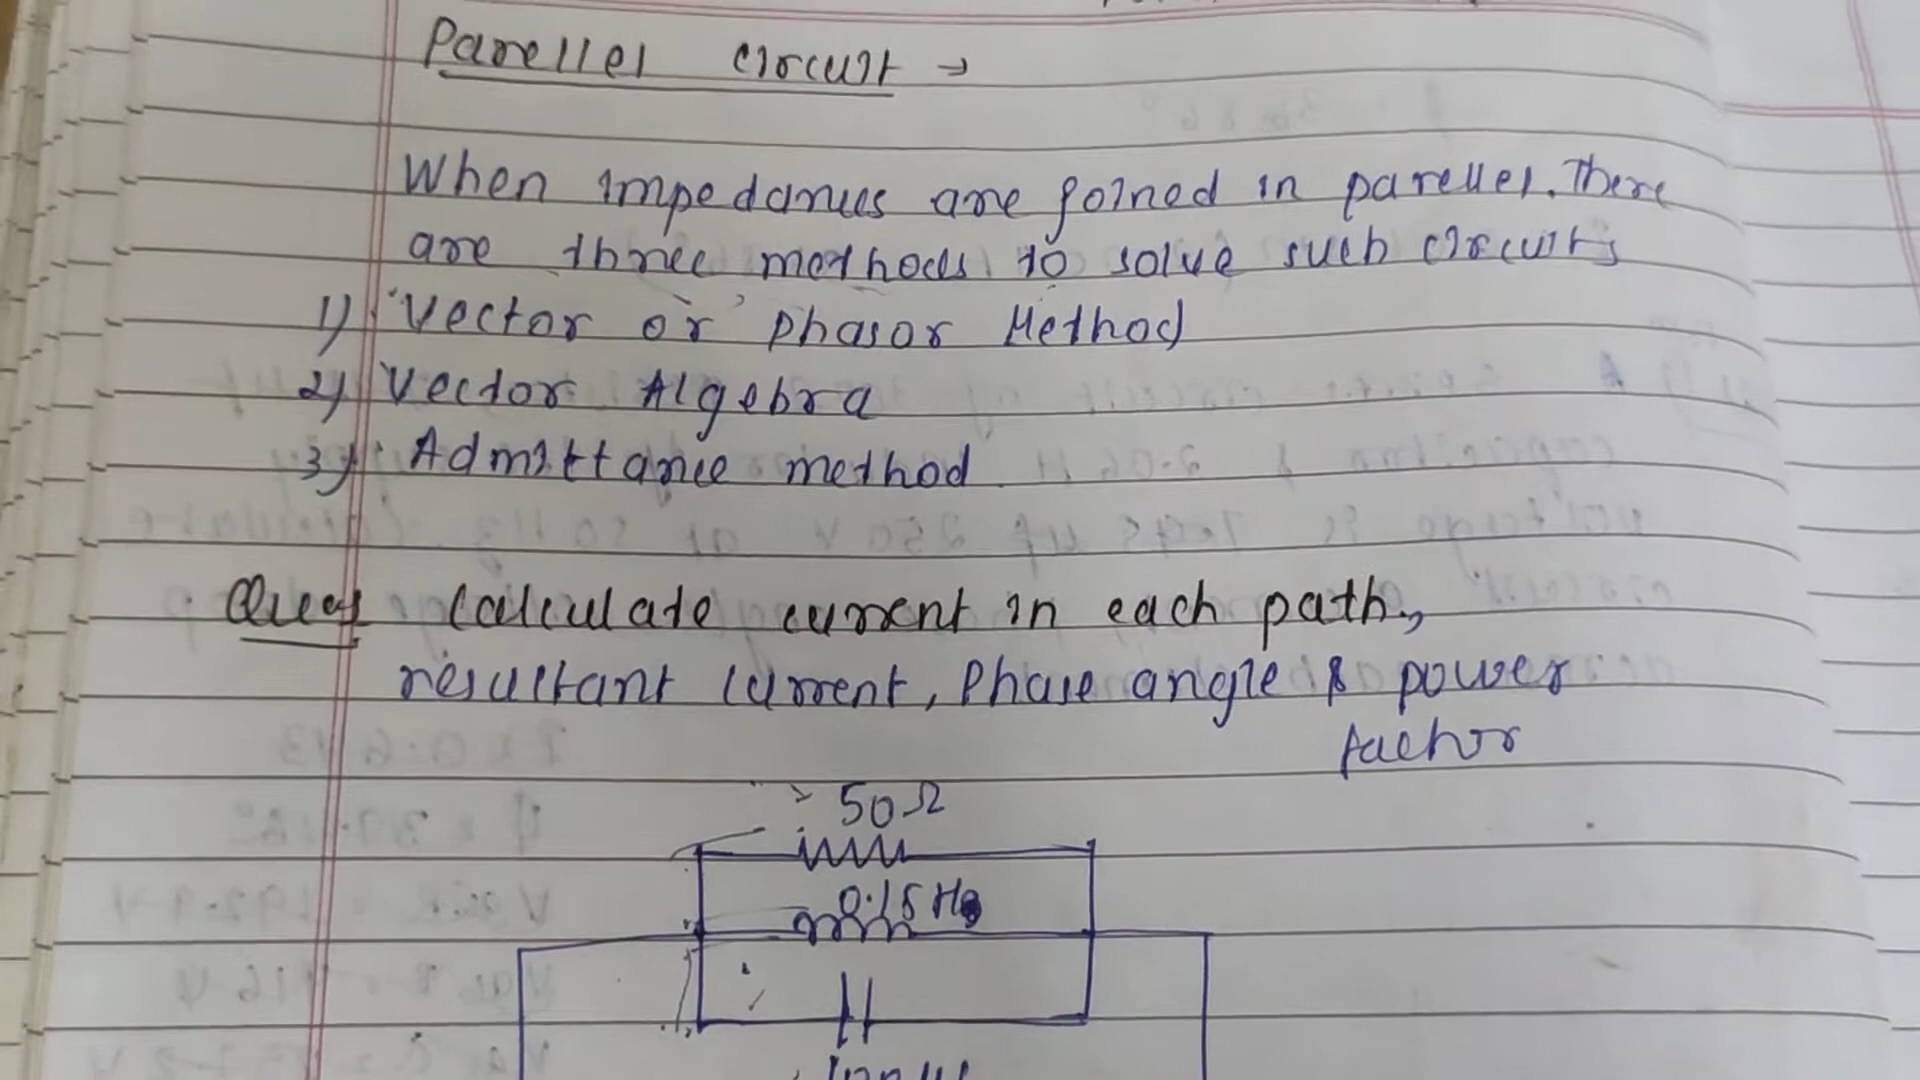 Parellel circuit →
When impedances are joined in parellel. There
are three methods to solve such circuits
1) Vector or phasor Method
2) Vector Algebra
3) Admittance method
Ques calculate current in each path,
resultant current, Phase angle & power
factor
50Ω
0.15 H